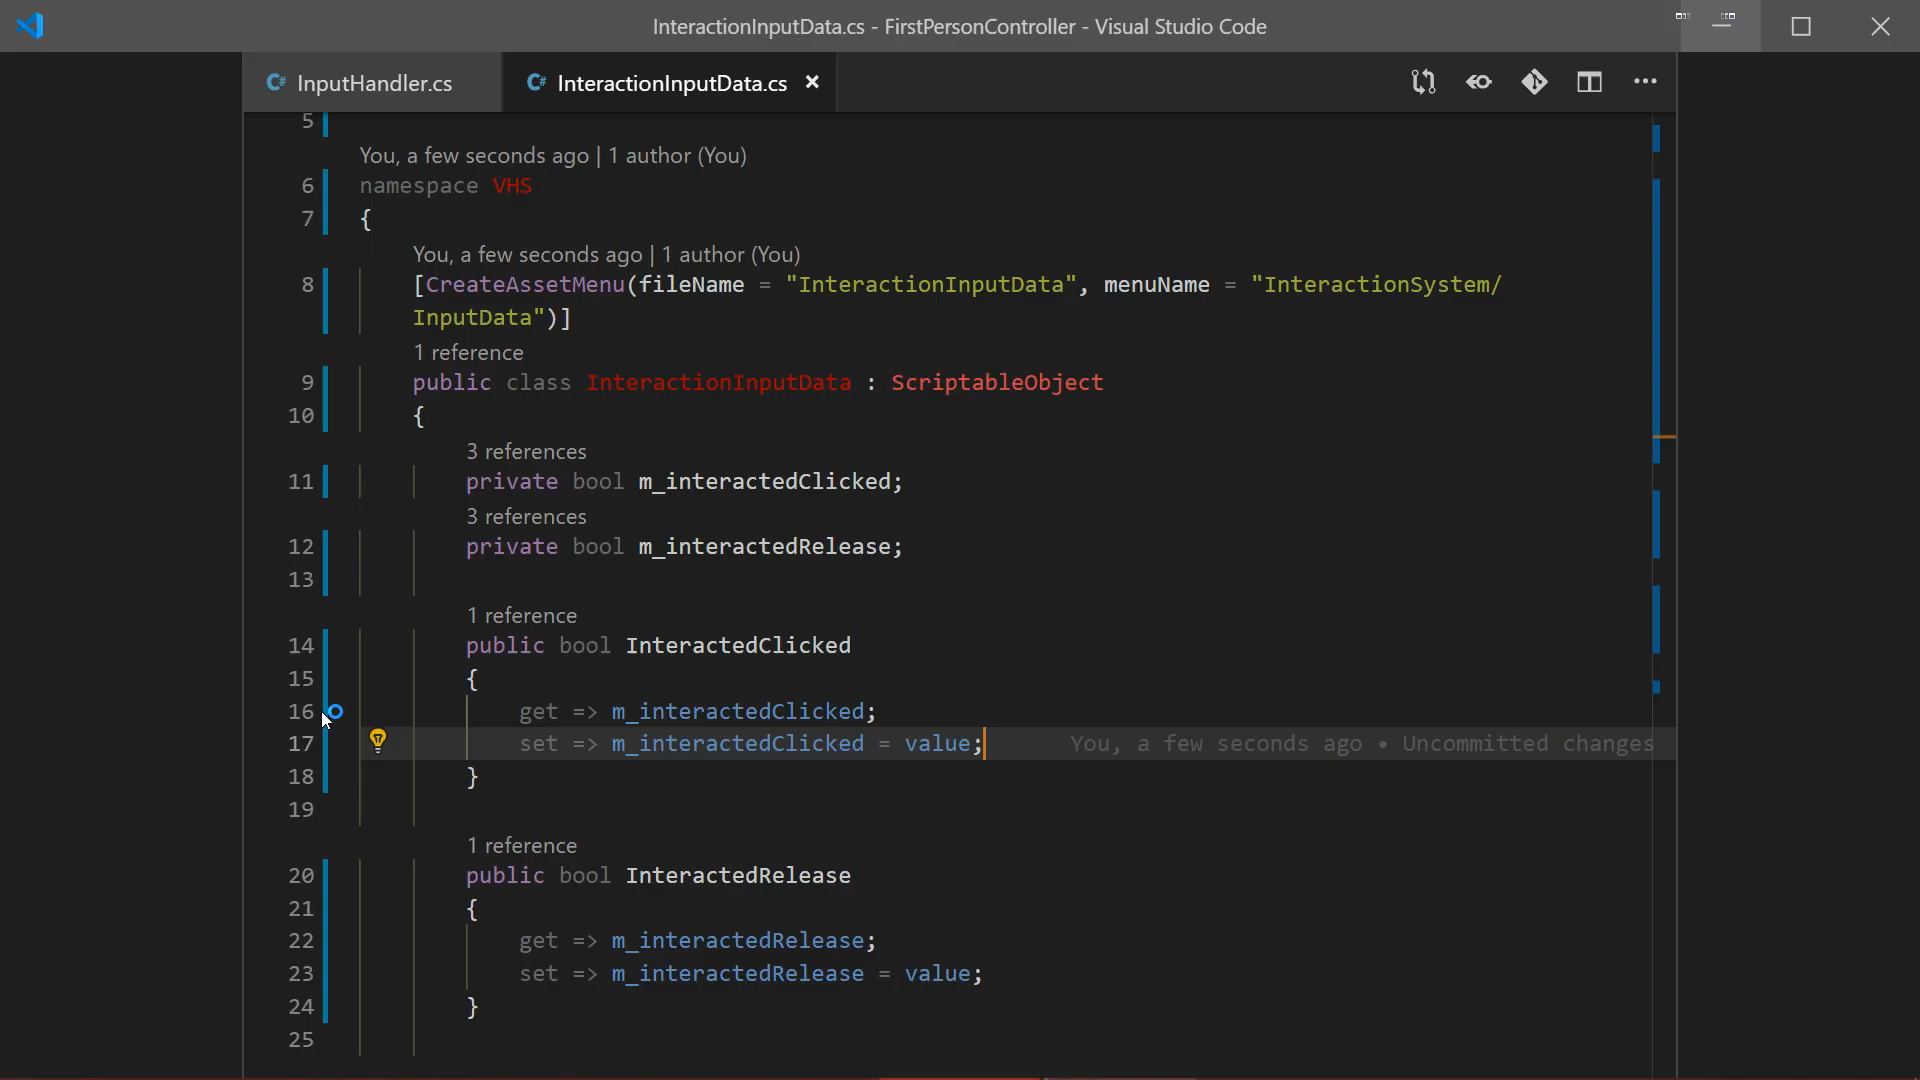 InteractionInputData.cs - FirstPersonController - Visual Studio Code
InputHandler.cs
InteractionInputData.cs
5
You, a few seconds ago | 1 author (You)
6 namespace VHS
7 {
You, a few seconds ago | 1 author (You)
8 [CreateAssetMenu(fileName = "InteractionInputData", menuName = "InteractionSystem/
InputData")]
1 reference
9 public class InteractionInputData : ScriptableObject
10 {
3 references
11 private bool m_interactedClicked;
3 references
12 private bool m_interactedRelease;
13
1 reference
14 public bool InteractedClicked
15 {
16 get => m_interactedClicked;
17 set => m_interactedClicked = value; You, a few seconds ago • Uncommitted changes
18 }
19
1 reference
20 public bool InteractedRelease
21 {
22 get => m_interactedRelease;
23 set => m_interactedRelease = value;
24 }
25